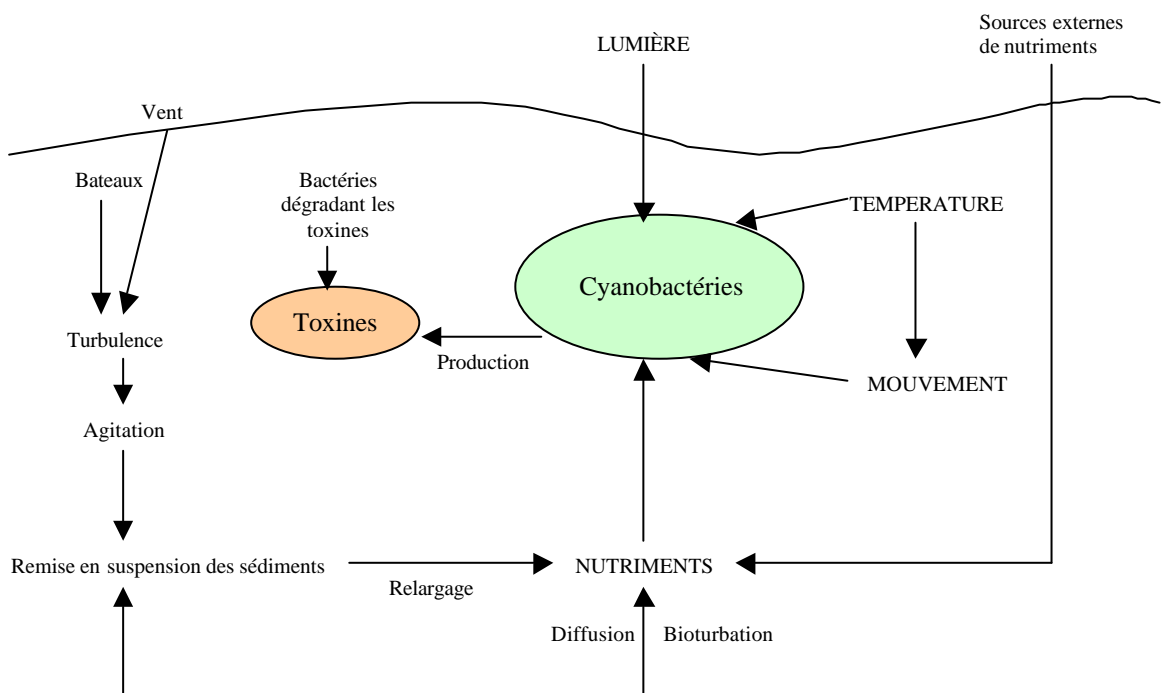 Sources externes
de nutriments
LUMIÈRE
Vent
Bateaux
Bactéries
dégradant les
toxines
TEMPERATURE
Cyanobactéries
Toxines
Turbulence
Production
MOUVEMENT
Agitation
Remise en suspension des sédiments
NUTRIMENTS
Relargage
Diffusion
Bioturbation